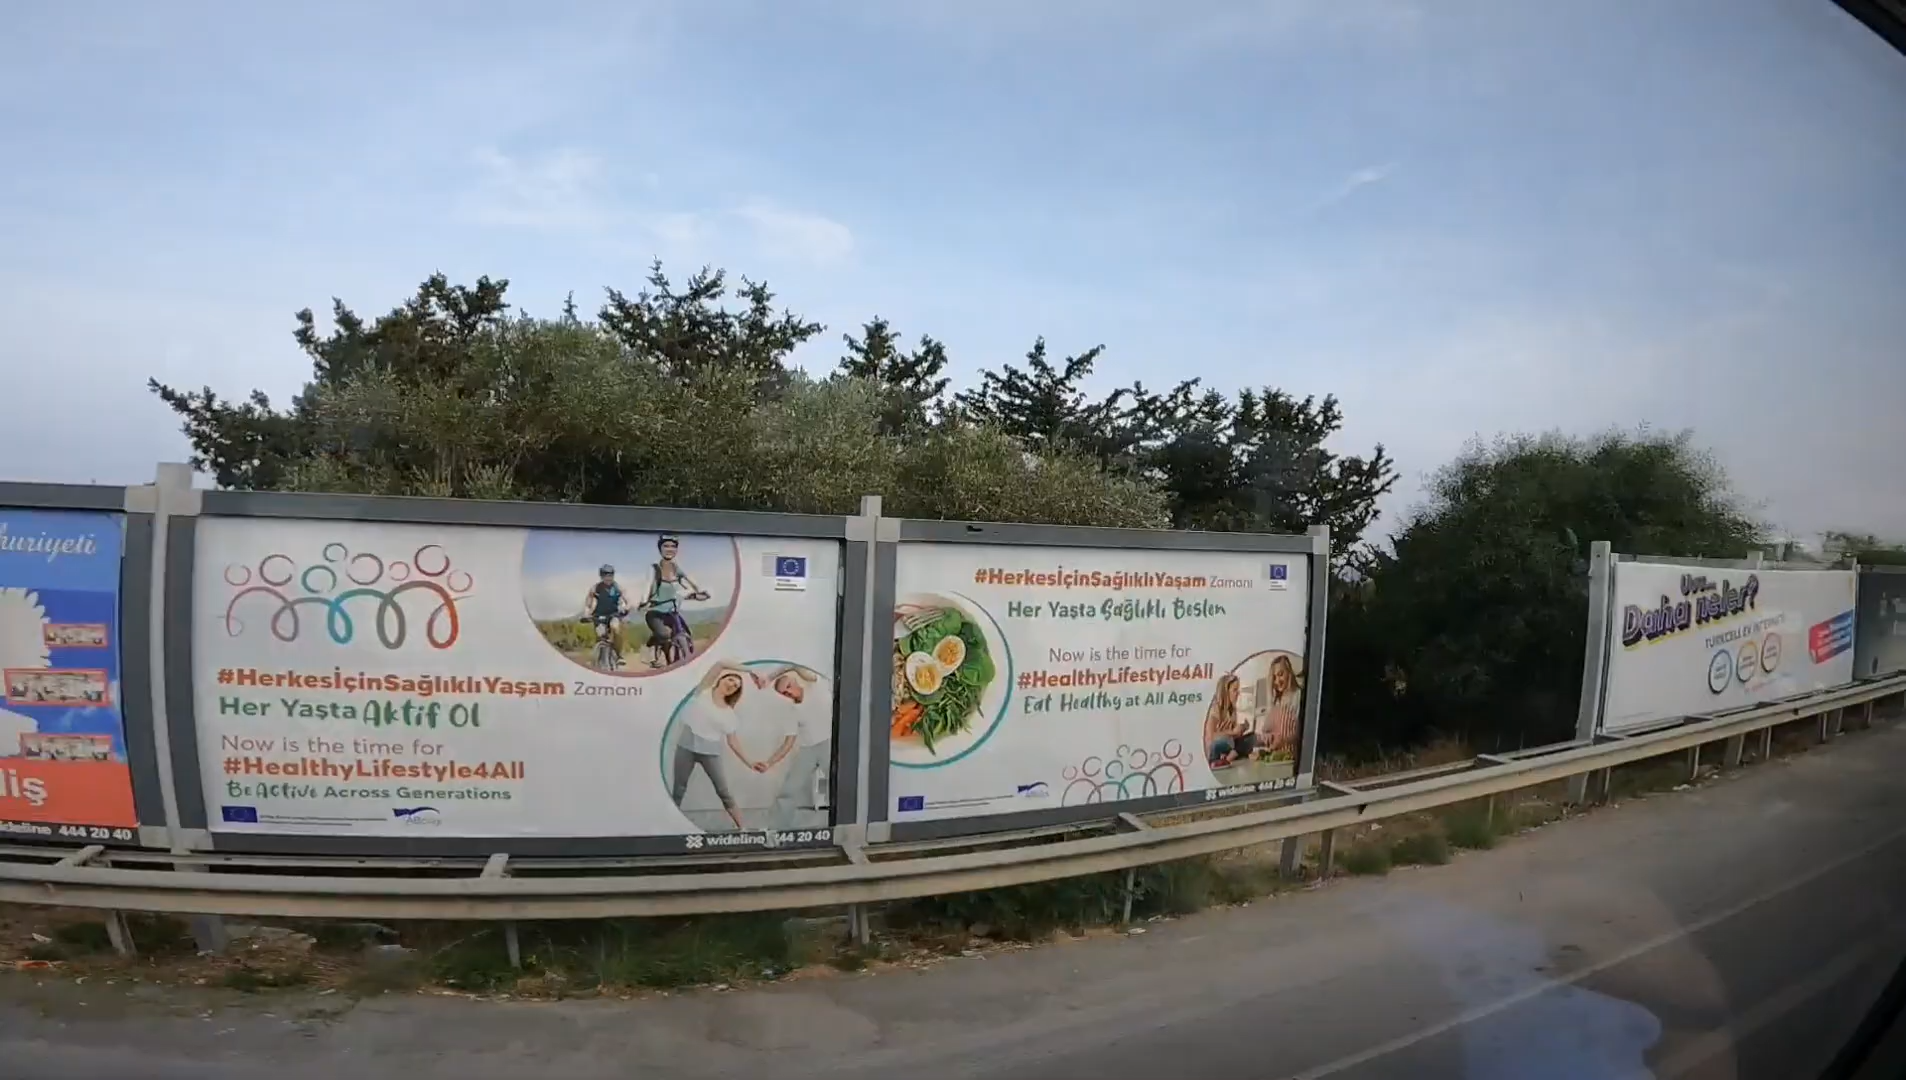 huriyeti
liş
wideline 444 20 40
#HerkesİçinSağlıklıYaşam Zamanı
Her Yaşta Aktif Ol
Now is the time for
#HealthyLifestyle4All
Be Active Across Generations
wideline 444 20 40
#HerkesİçinSağlıklıYaşam Zamanı
Her Yaşta Sağlıklı Beslen
Now is the time for
#HealthyLifestyle4All
Eat Healthy at All Ages
wideline 444 20 40
Daha neler?
TURKCELL EV İNTERNETİ